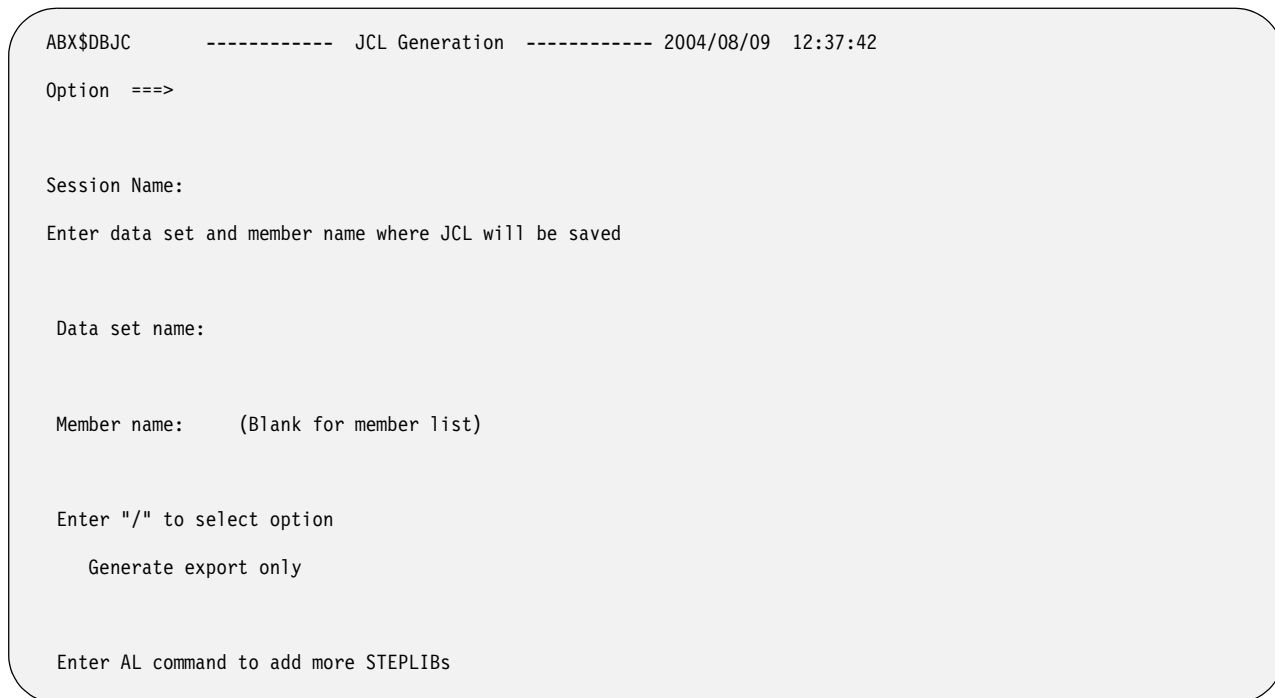 ABX$DBJC ------------ JCL Generation ------------ 2004/08/09 12:37:42
Option ===>
Session Name:
Enter data set and member name where JCL will be saved
Data set name:
Member name: (Blank for member list)
Enter "/" to select option
Generate export only
Enter AL command to add more STEPLIBs